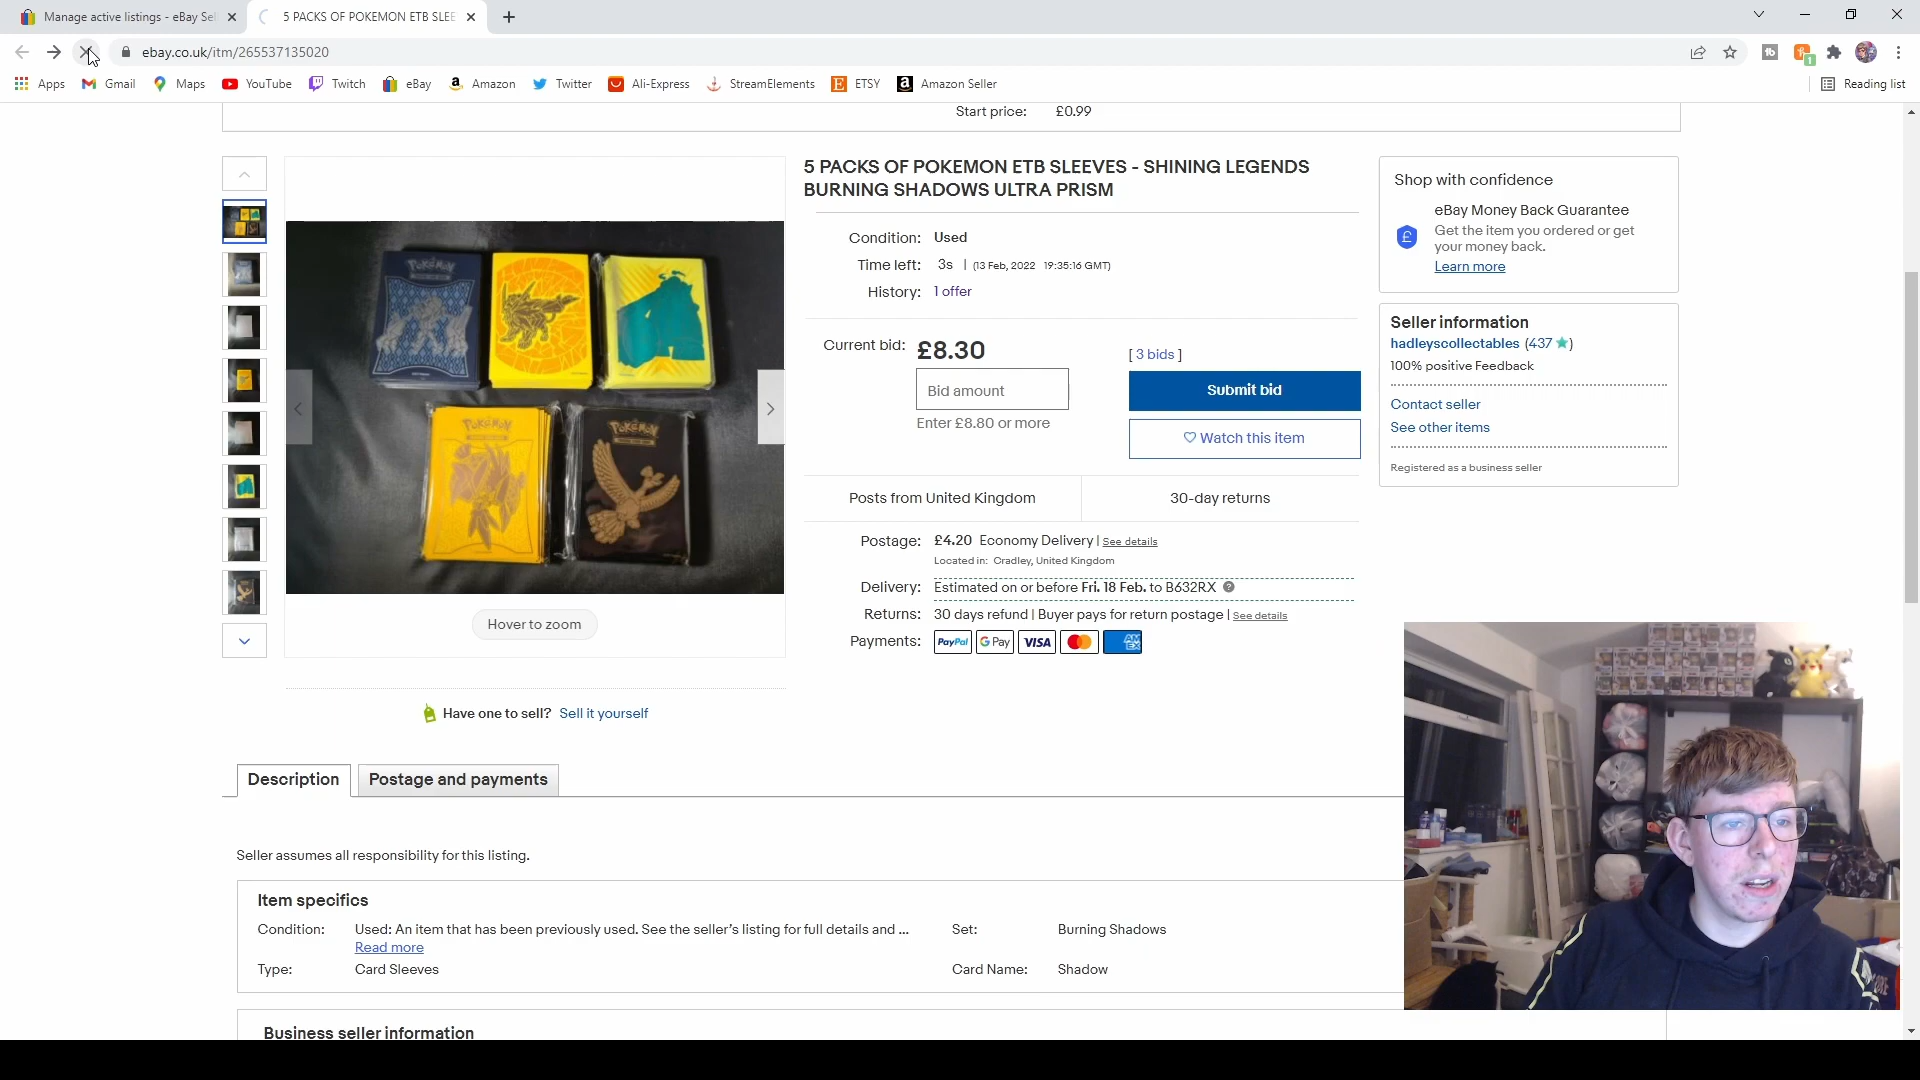 Manage active listings - eBay Sel
5 PACKS OF POKEMON ETB SLEE
ebay.co.uk/itm/265537135020
Apps
Gmail
Maps
YouTube
Twitch
eBay
Amazon
Twitter
Ali-Express
StreamElements
ETSY
Amazon Seller
Reading list
Start price: £0.99
5 PACKS OF POKEMON ETB SLEEVES - SHINING LEGENDS
BURNING SHADOWS ULTRA PRISM
Condition: Used
Time left: 3s | (13 Feb, 2022 19:35:16 GMT)
History: 1 offer
Current bid: £8.30
[ 3 bids ]
Bid amount
Submit bid
Enter £8.80 or more
Watch this item
Posts from United Kingdom
30-day returns
Postage: £4.20 Economy Delivery | See details
Located in: Cradley, United Kingdom
Delivery: Estimated on or before Fri. 18 Feb. to B632RX
Returns: 30 days refund | Buyer pays for return postage | See details
Payments: PayPal G Pay VISA AM EX
Shop with confidence
eBay Money Back Guarantee
Get the item you ordered or get
your money back.
Learn more
Seller information
hadleyscollectables (437)
100% positive Feedback
Contact seller
See other items
Registered as a business seller
POKéMON
POKéMON
POKéMON
Hover to zoom
Have one to sell? Sell it yourself
Description
Postage and payments
Seller assumes all responsibility for this listing.
Item specifics
Condition: Used: An item that has been previously used. See the seller's listing for full details and ...
Read more
Set: Burning Shadows
Type: Card Sleeves
Card Name: Shadow
Business seller information